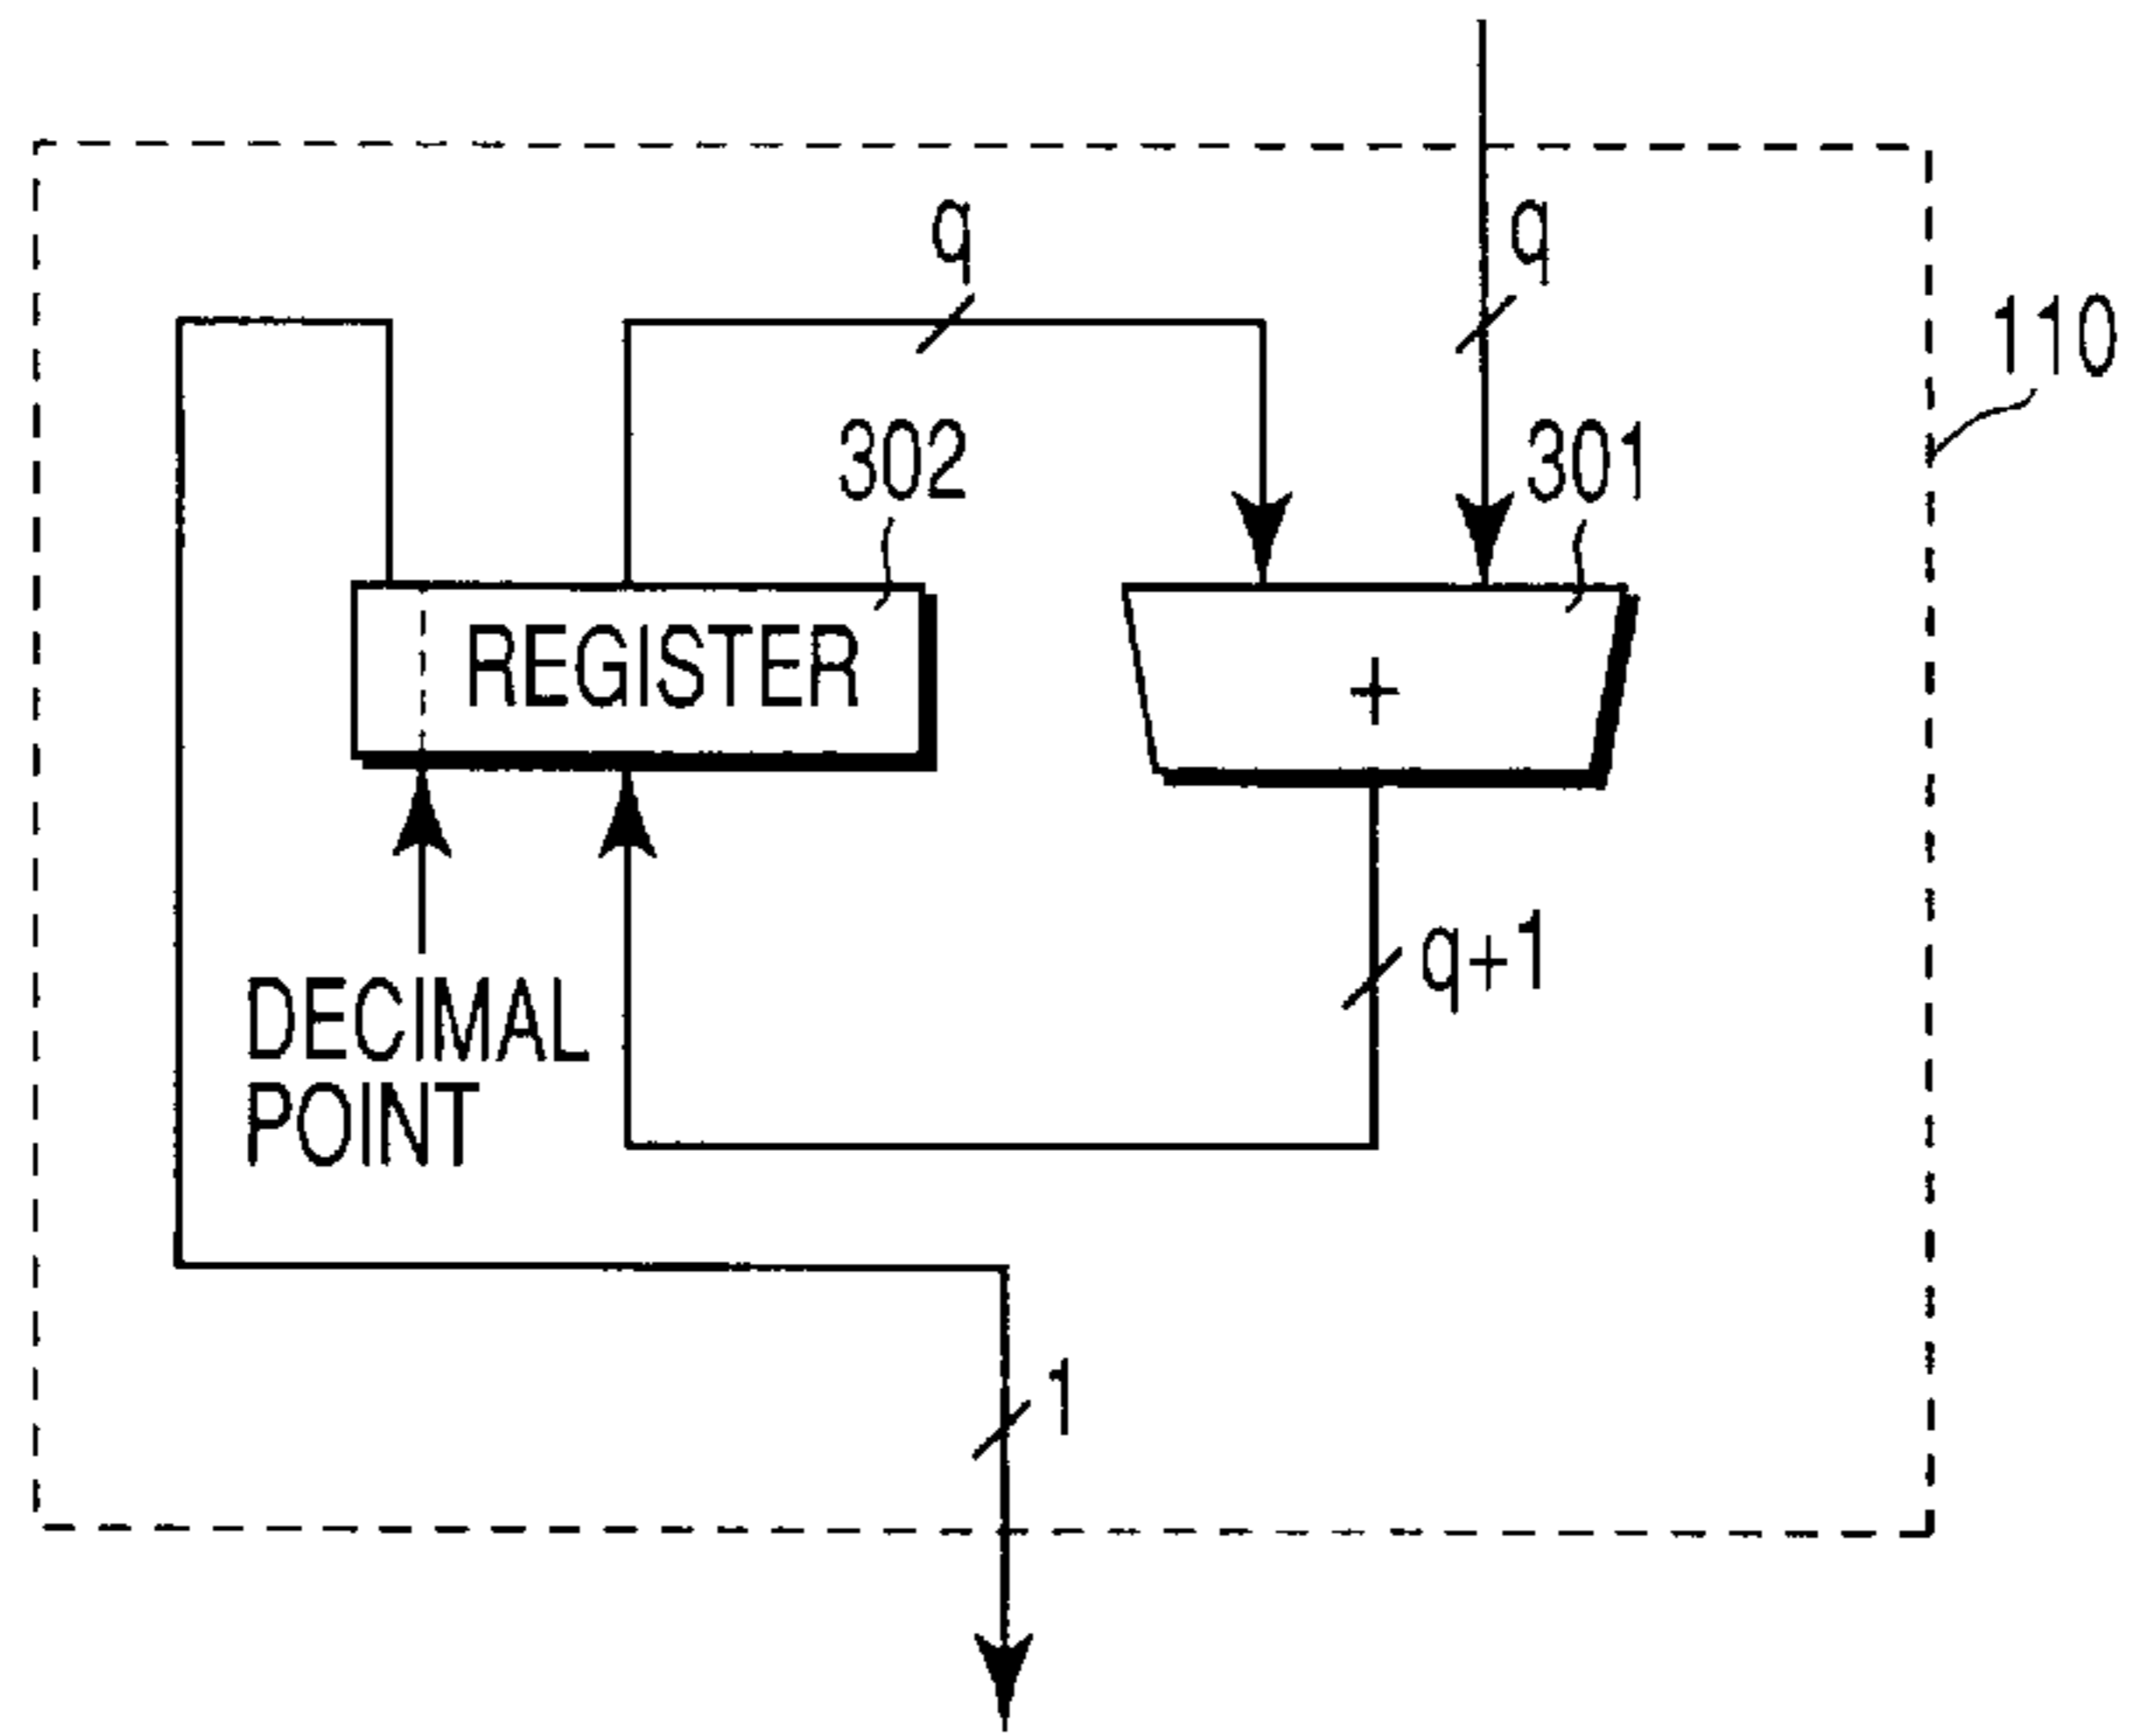 q
q
110
302
301
REGISTER
+
q+1
DECIMAL
POINT
1